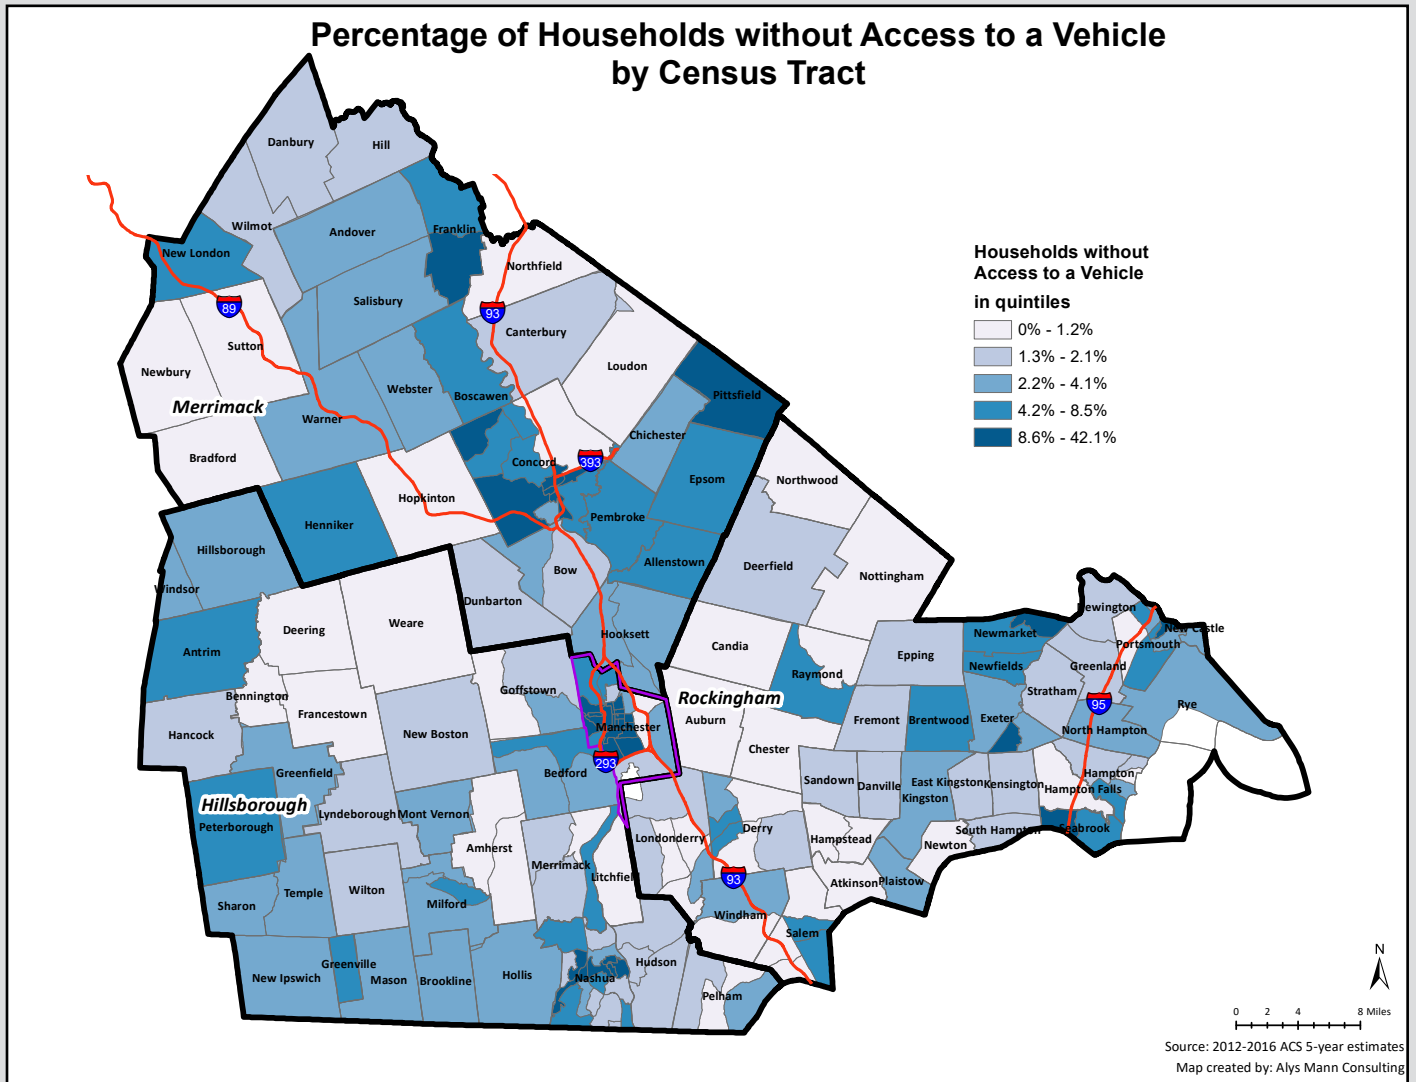 Percentage of Households without Access to a Vehicle
by Census Tract
Danbury
Hill
Wilmot
Andover
Franklin
New London
Northfield
Salisbury
89
93
Canterbury
Sutton
Loudon
Newbury
Webster
Boscawen
Pittsfield
Merrimack
Warner
Chichester
Bradford
Concord
393
Hopkinton
Epsom
Northwood
Henniker
Pembroke
Hillsborough
Allenstown
Deerfield
Bow
Nottingham
Windsor
Dunbarton
Newington
Deering
Weare
Hooksett
New Castle
Newmarket
Portsmouth
Antrim
Candia
Epping
Raymond
Newfields
Greenland
Bennington
Goffstown
Rockingham
Stratham
95
Rye
Francestown
Hancock
New Boston
Manchester
Auburn
Fremont
Brentwood
Exeter
North Hampton
Chester
293
Greenfield
Bedford
Sandown
Danville
East Kingston
Kensington
Hampton
Hampton Falls
Kingston
Hillsborough
Peterborough
Lyndeborough
Mont Vernon
Derry
South Hampton
Seabrook
Londonderry
Hampstead
Newton
Amherst
Merrimack
Litchfield
93
Atkinson
Plaistow
Temple
Wilton
Sharon
Milford
Windham
Salem
New Ipswich
Greenville
Mason
Brookline
Hollis
Nashua
Hudson
Pelham
Households without
Access to a Vehicle
in quintiles
0% - 1.2%
1.3% - 2.1%
2.2% - 4.1%
4.2% - 8.5%
8.6% - 42.1%
N
0 2 4 8 Miles
Source: 2012-2016 ACS 5-year estimates
Map created by: Alys Mann Consulting